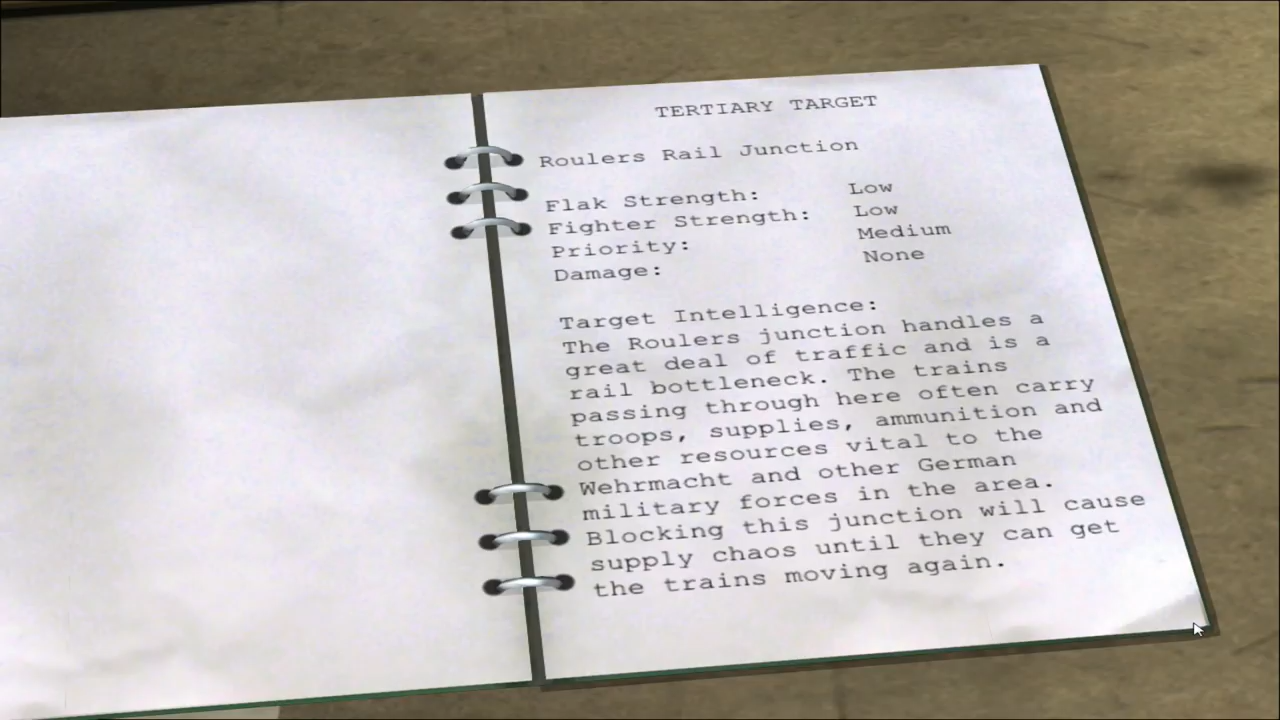 TERTIARY TARGET
Roulers Rail Junction
Flak Strength: Low
Fighter Strength: Low
Priority: Medium
Damage: None
Target Intelligence:
The Roulers junction handles a
great deal of traffic and is a
rail bottleneck. The trains
passing through here often carry
troops, supplies, ammunition and
other resources vital to the
Wehrmacht and other German
military forces in the area.
Blocking this junction will cause
supply chaos until they can get
the trains moving again.